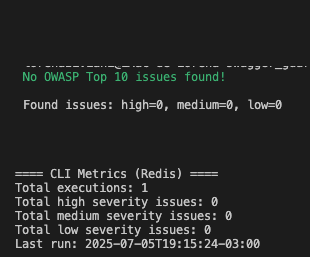 No OWASP Top 10 issues found!
Found issues: high=0, medium=0, low=0
==== CLI Metrics (Redis) ====
Total executions: 1
Total high severity issues: 0
Total medium severity issues: 0
Total low severity issues: 0
Last run: 2025-07-05T19:15:24-03:00